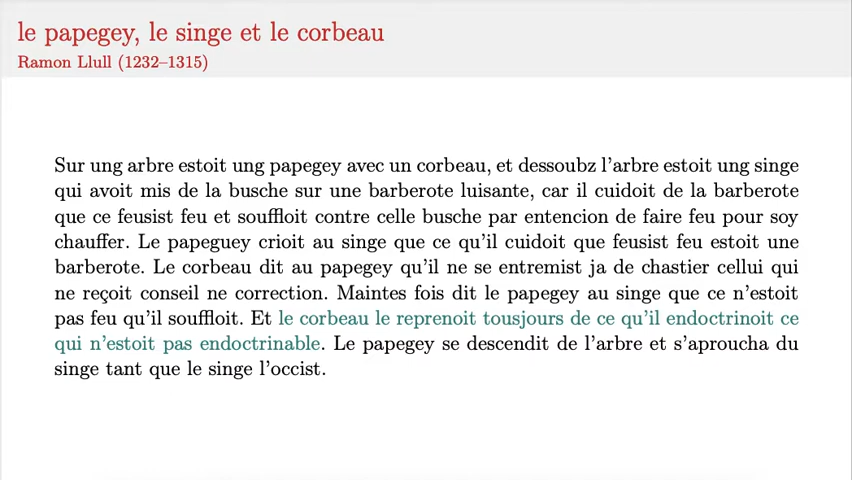 le papegey, le singe et le corbeau
Ramon Llull (1232–1315)
Sur ung arbre estoit ung papegey avec un corbeau, et dessoubz l'arbre estoit ung singe
qui avoit mis de la busche sur une barberote luisante, car il cuidoit de la barberote
que ce feusist feu et souffloit contre celle busche par entencion de faire feu pour soy
chauffer. Le papeguey crioit au singe que ce qu'il cuidoit que feusist feu estoit une
barberote. Le corbeau dit au papegey qu'il ne se entremist ja de chastier cellui qui
ne reçoit conseil ne correction. Maintes fois dit le papegey au singe que ce n'estoit
pas feu qu'il souffloit. Et le corbeau le reprenoit tousjours de ce qu'il endoctrinoit ce
qui n'estoit pas endoctrinable. Le papegey se descendit de l'arbre et s'aproucha du
singe tant que le singe l'occist.